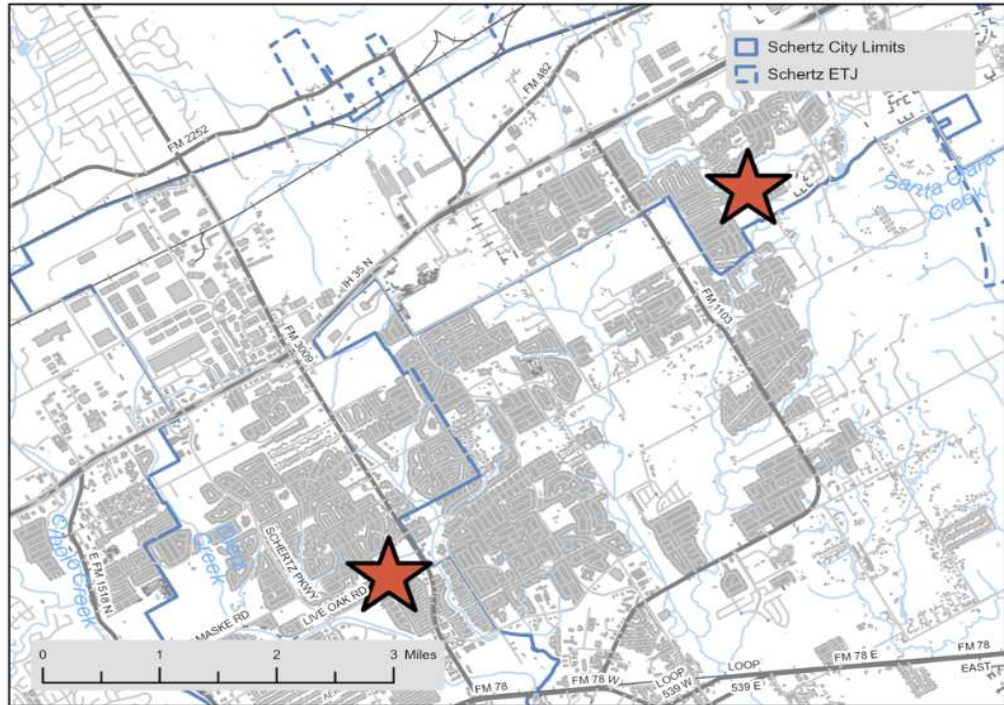 Schertz City Limits
Schertz ETJ
FM 2252
FM 482
IH 35 N
FM 3009
FM 1103
Santa Clara
Creek
Cibolo Creek
Creek
E FM 1518 N
SCHERTZ PKWY
MASKE RD
LIVE OAK RD
0 1 2 3 Miles
FM 78
FM 78 W
LOOP
539 W
LOOP
539 E
FM 78 E
FM 78
EAST